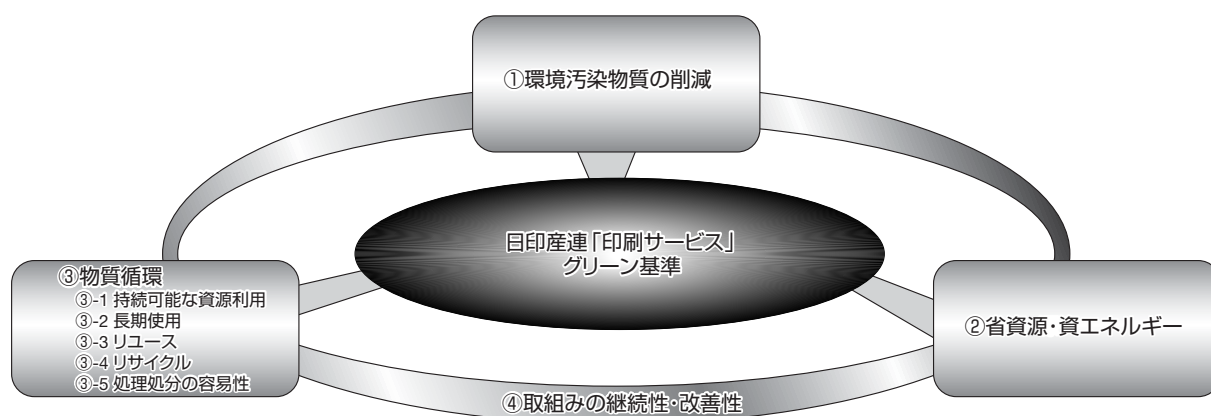 ①環境汚染物質の削減
日印産連「印刷サービス」
グリーン基準
③物質循環
③-1 持続可能な資源利用
③-2 長期使用
③-3 リユース
③-4 リサイクル
③-5 処理処分の容易性
②省資源・資エネルギー
④取組みの継続性・改善性